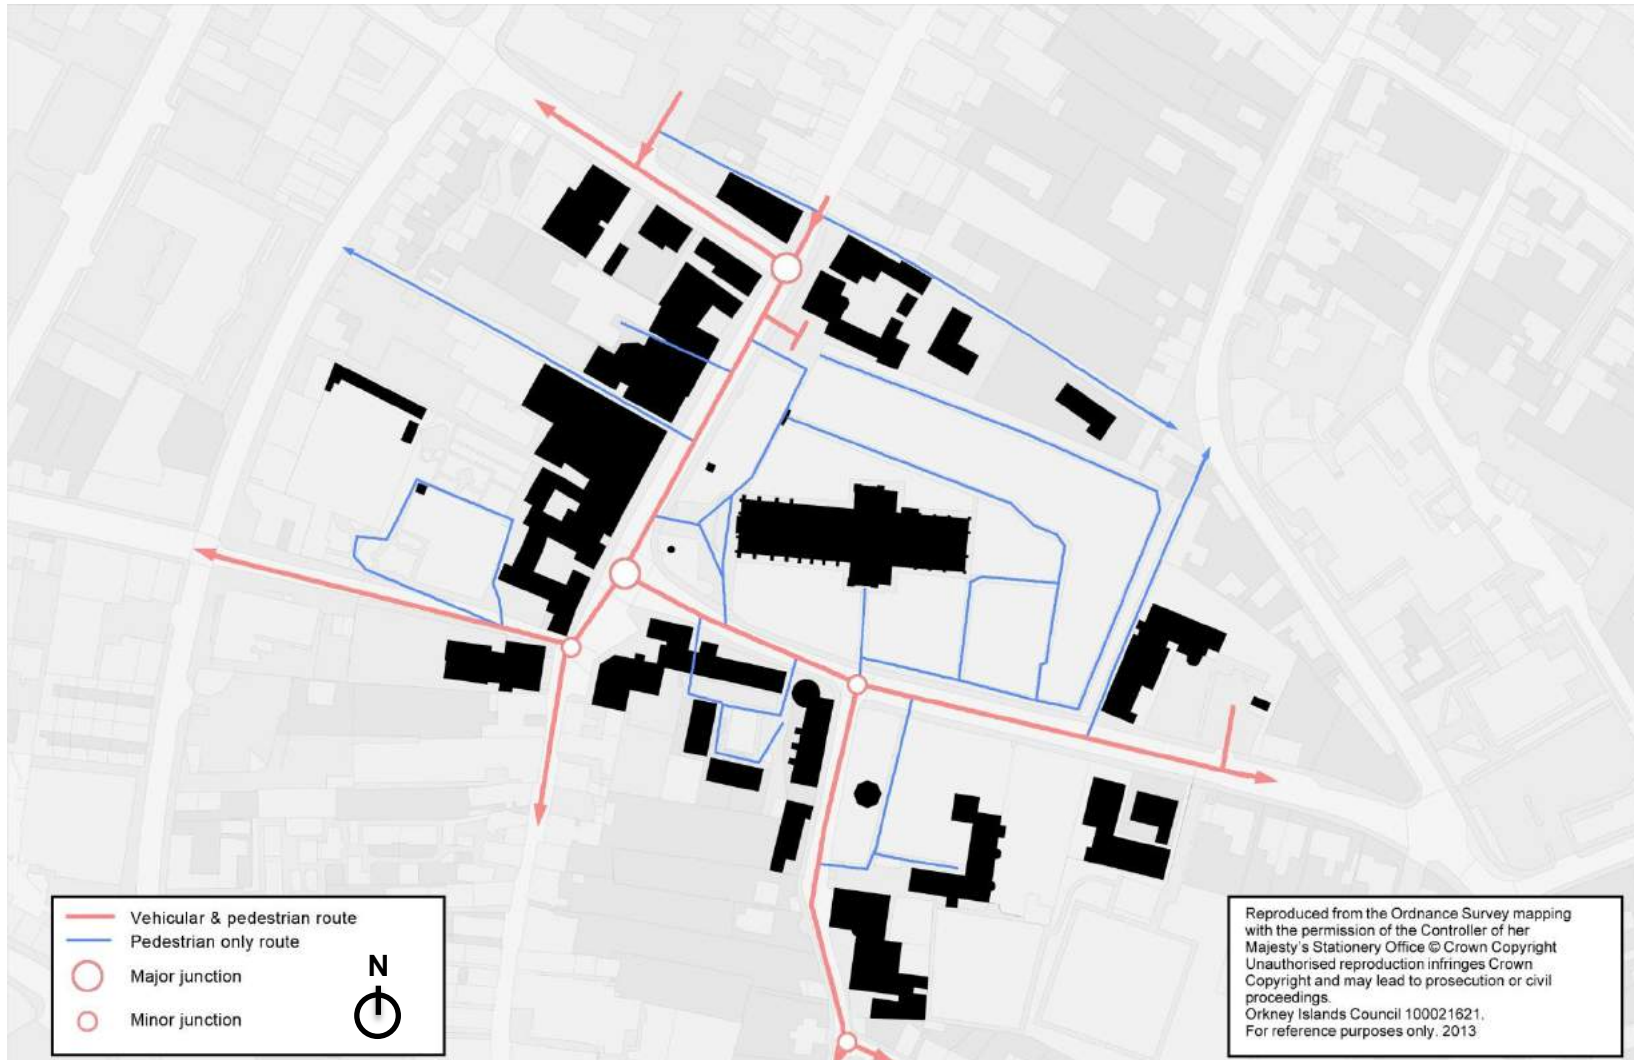 Vehicular & pedestrian route
Pedestrian only route
Major junction
Minor junction
N
Reproduced from the Ordnance Survey mapping
with the permission of the Controller of her
Majesty's Stationery Office © Crown Copyright
Unauthorised reproduction infringes Crown
Copyright and may lead to prosecution or civil
proceedings.
Orkney Islands Council 100021621.
For reference purposes only. 2013